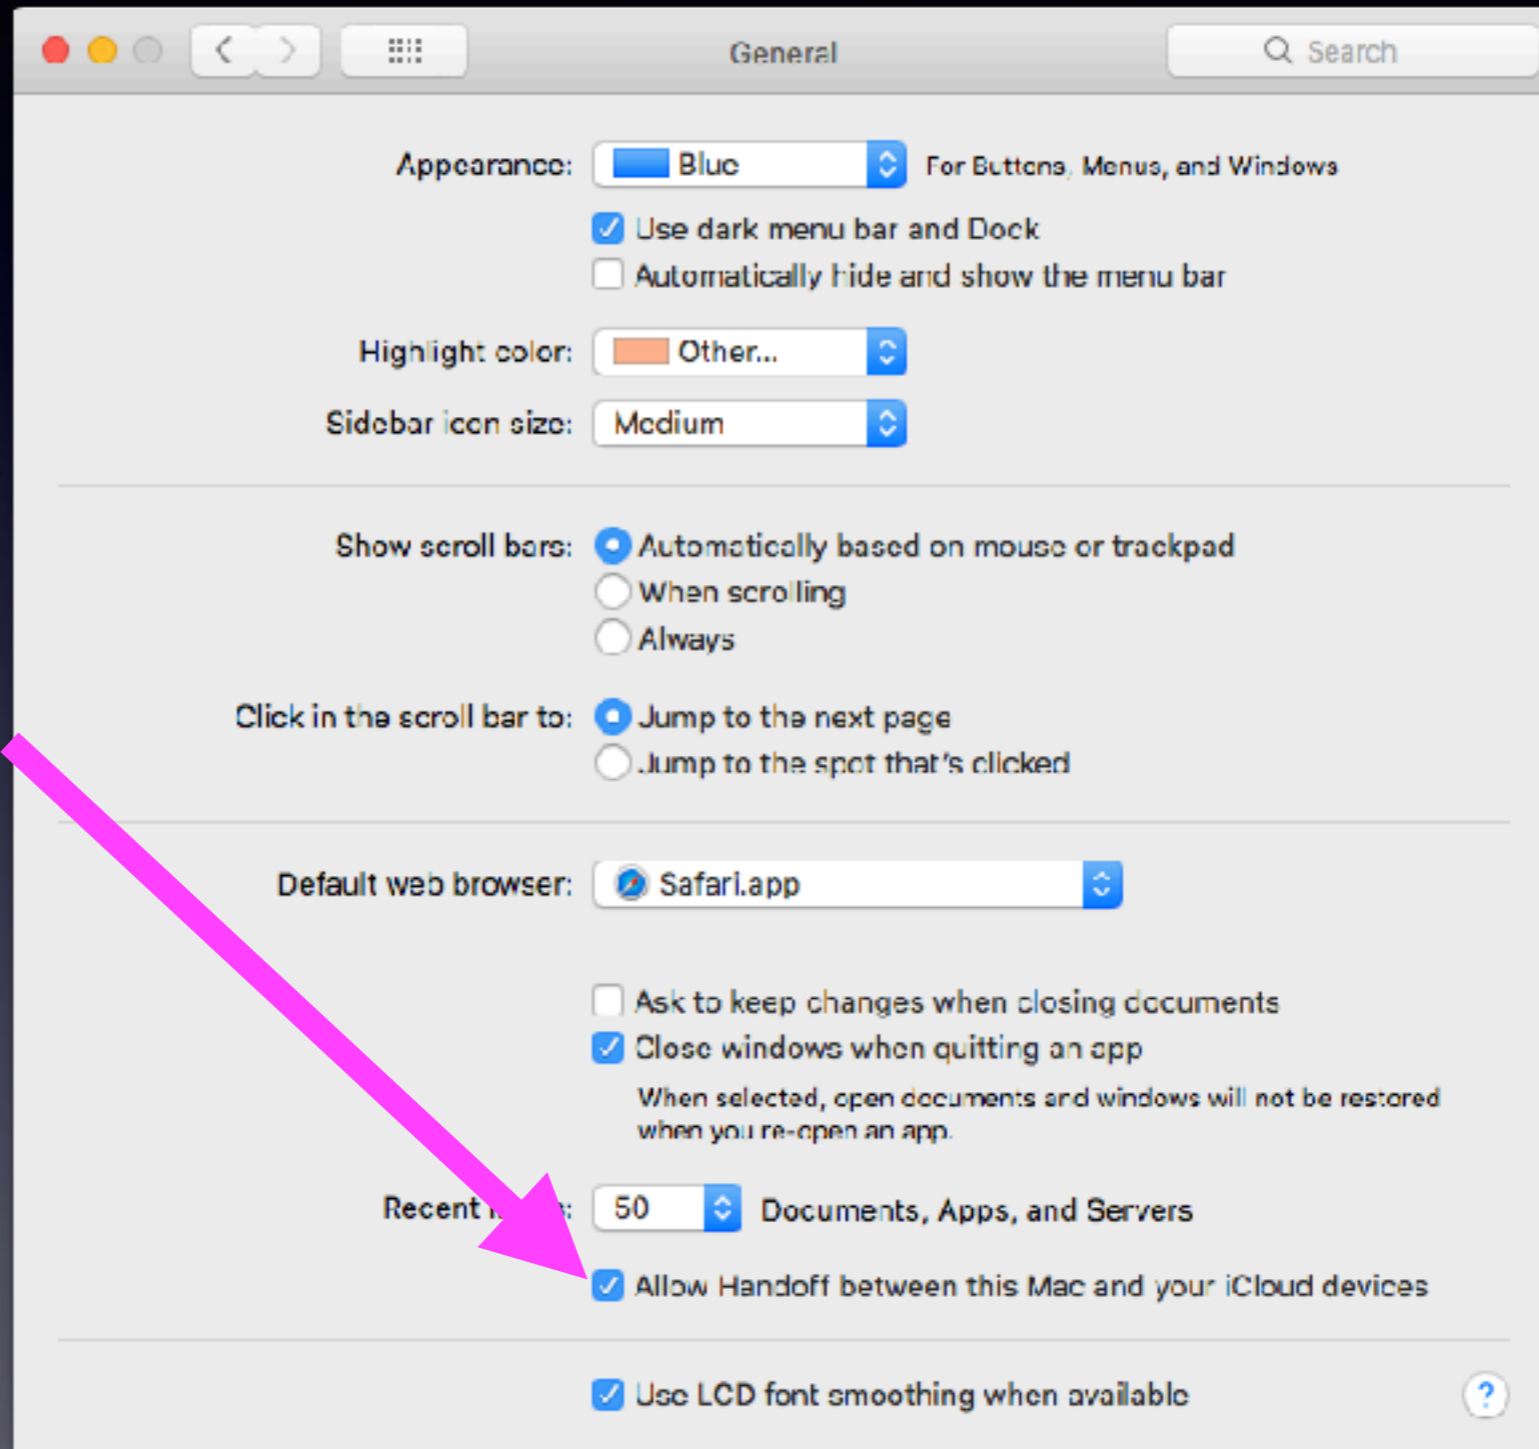 General
Search
Appearance: Blue For Buttons, Menus, and Windows
Use dark menu bar and Dock
Automatically hide and show the menu bar
Highlight color: Other...
Sidebar icon size: Medium
Show scroll bars: Automatically based on mouse or trackpad
When scrolling
Always
Click in the scroll bar to: Jump to the next page
Jump to the spot that's clicked
Default web browser: Safari.app
Ask to keep changes when closing documents
Close windows when quitting an app
When selected, open documents and windows will not be restored
when you re-open an app.
Recent 50 Documents, Apps, and Servers
Allow Handoff between this Mac and your iCloud devices
Use LCD font smoothing when available
?